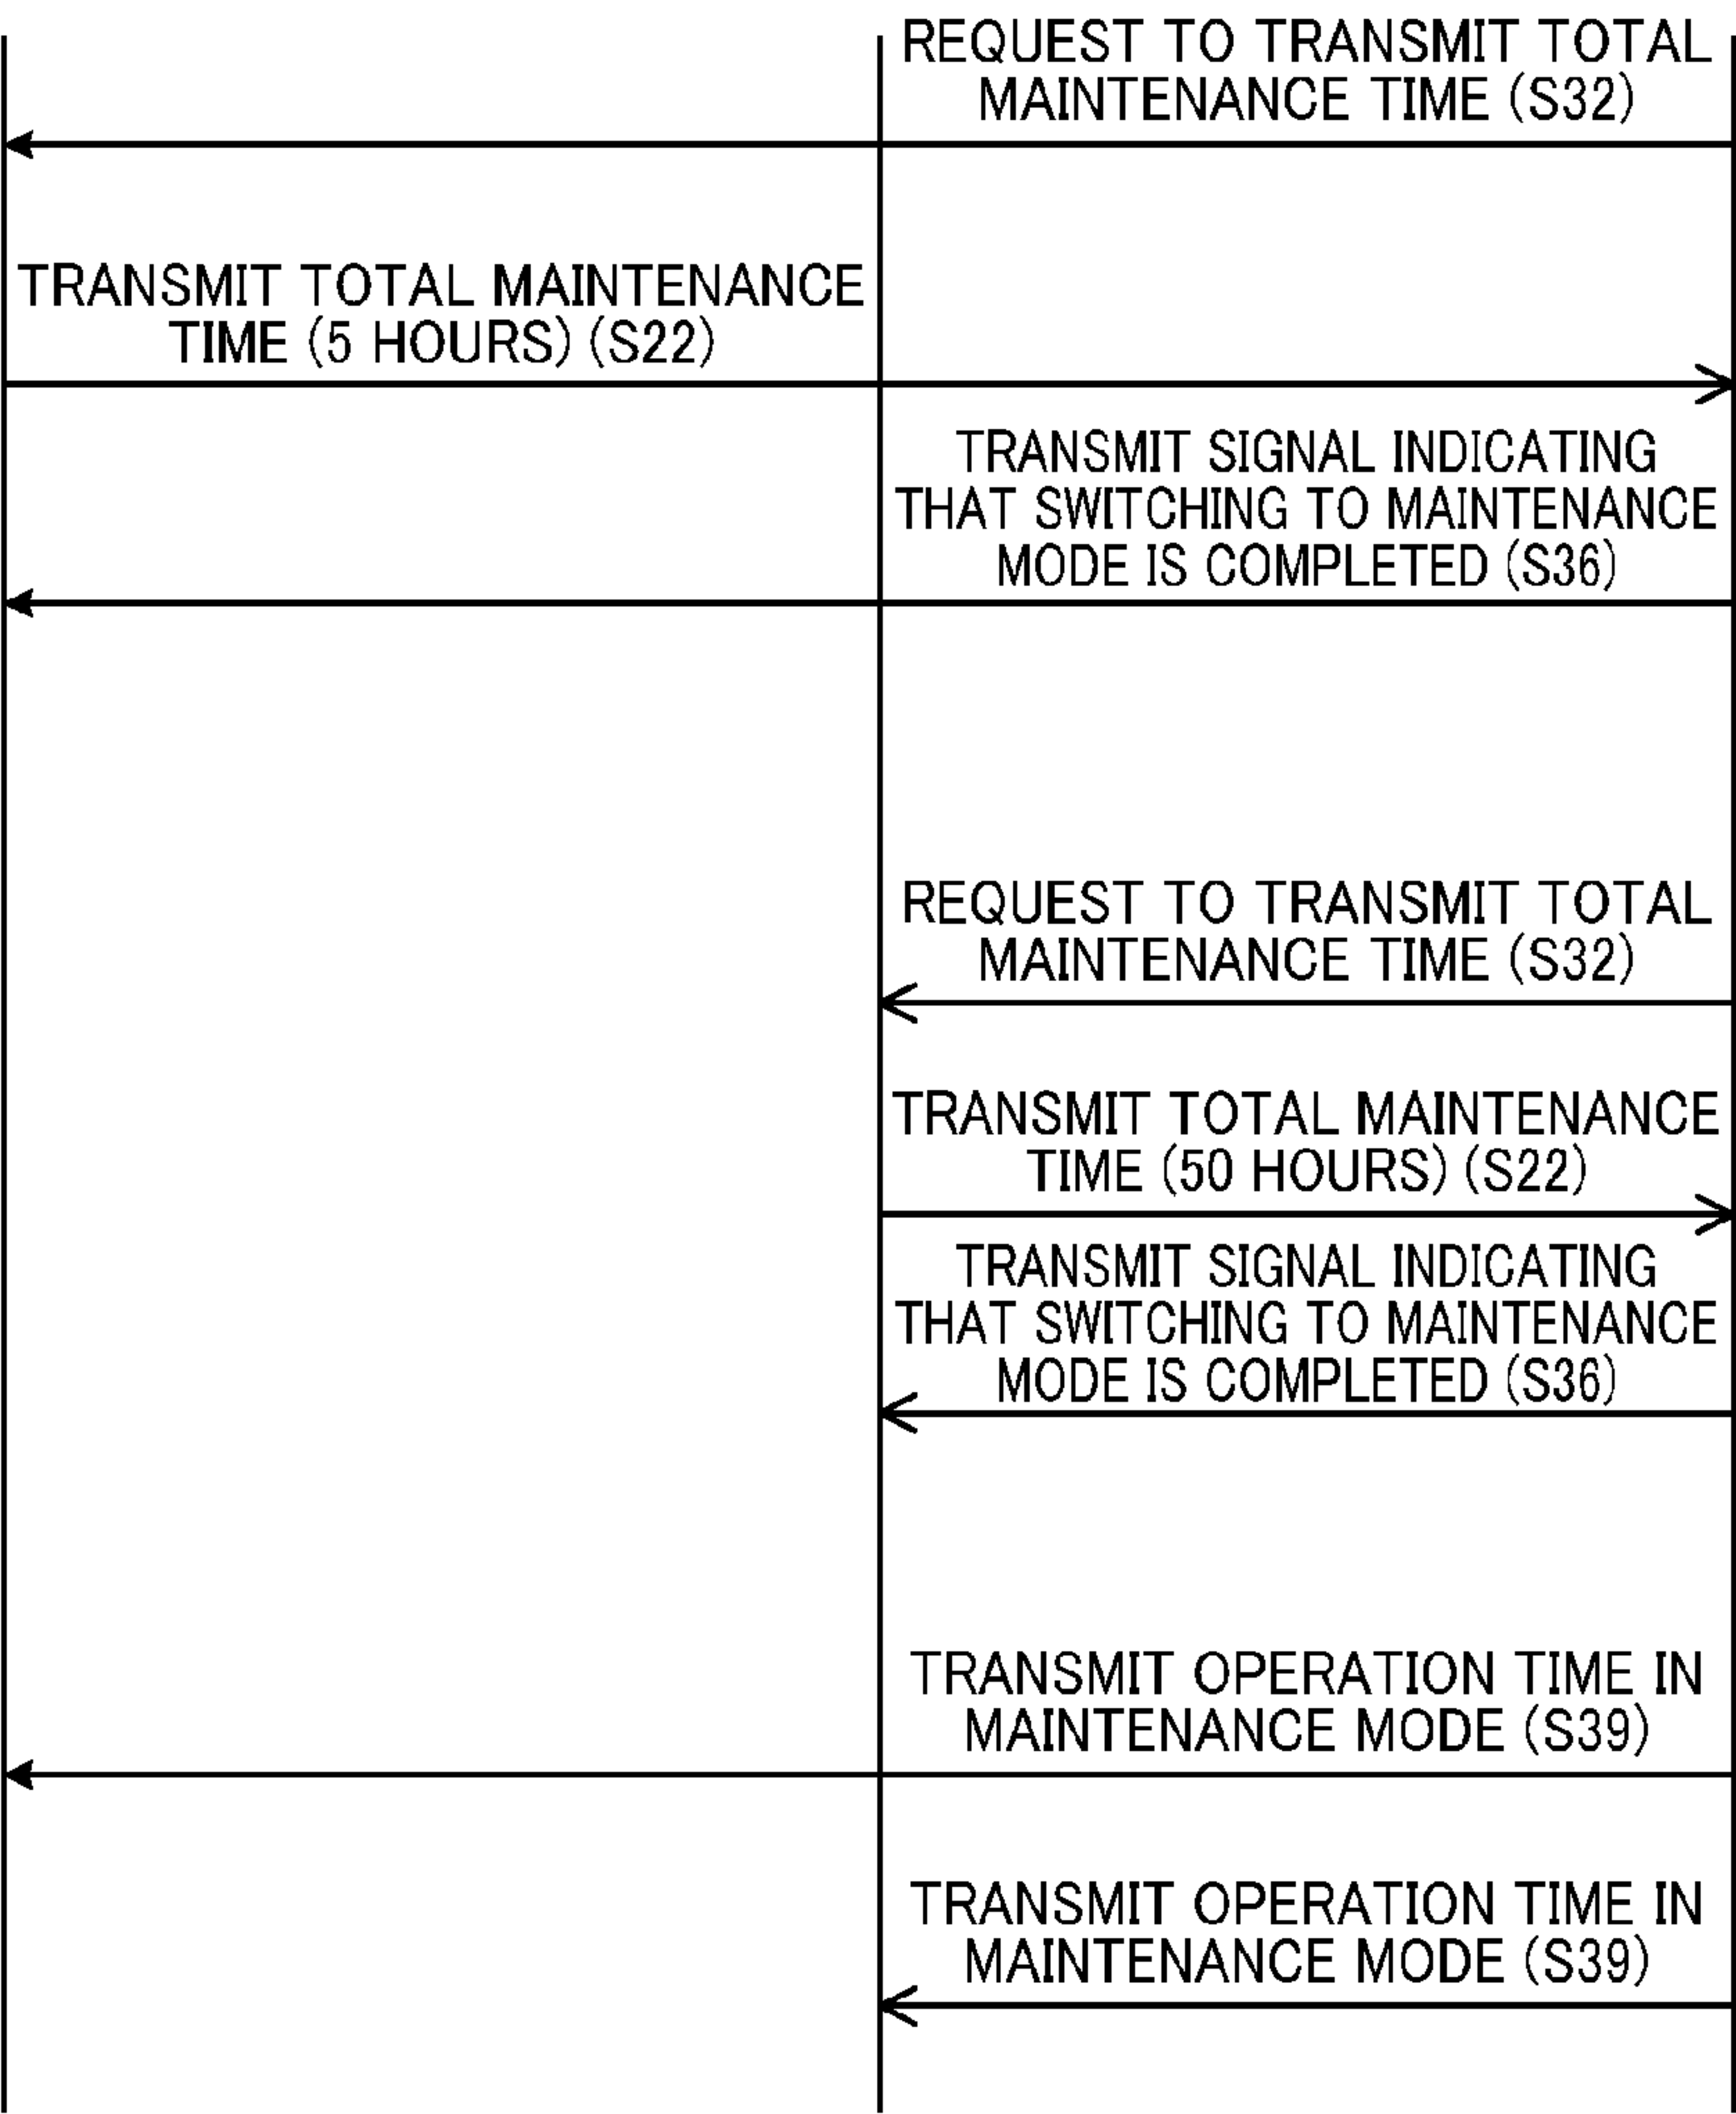 REQUEST TO TRANSMIT TOTAL
MAINTENANCE TIME (S32)
TRANSMIT TOTAL MAINTENANCE
TIME (5 HOURS) (S22)
TRANSMIT SIGNAL INDICATING
THAT SWITCHING TO MAINTENANCE
MODE IS COMPLETED (S36)
REQUEST TO TRANSMIT TOTAL
MAINTENANCE TIME (S32)
TRANSMIT TOTAL MAINTENANCE
TIME (50 HOURS) (S22)
TRANSMIT SIGNAL INDICATING
THAT SWITCHING TO MAINTENANCE
MODE IS COMPLETED (S36)
TRANSMIT OPERATION TIME IN
MAINTENANCE MODE (S39)
TRANSMIT OPERATION TIME IN
MAINTENANCE MODE (S39)